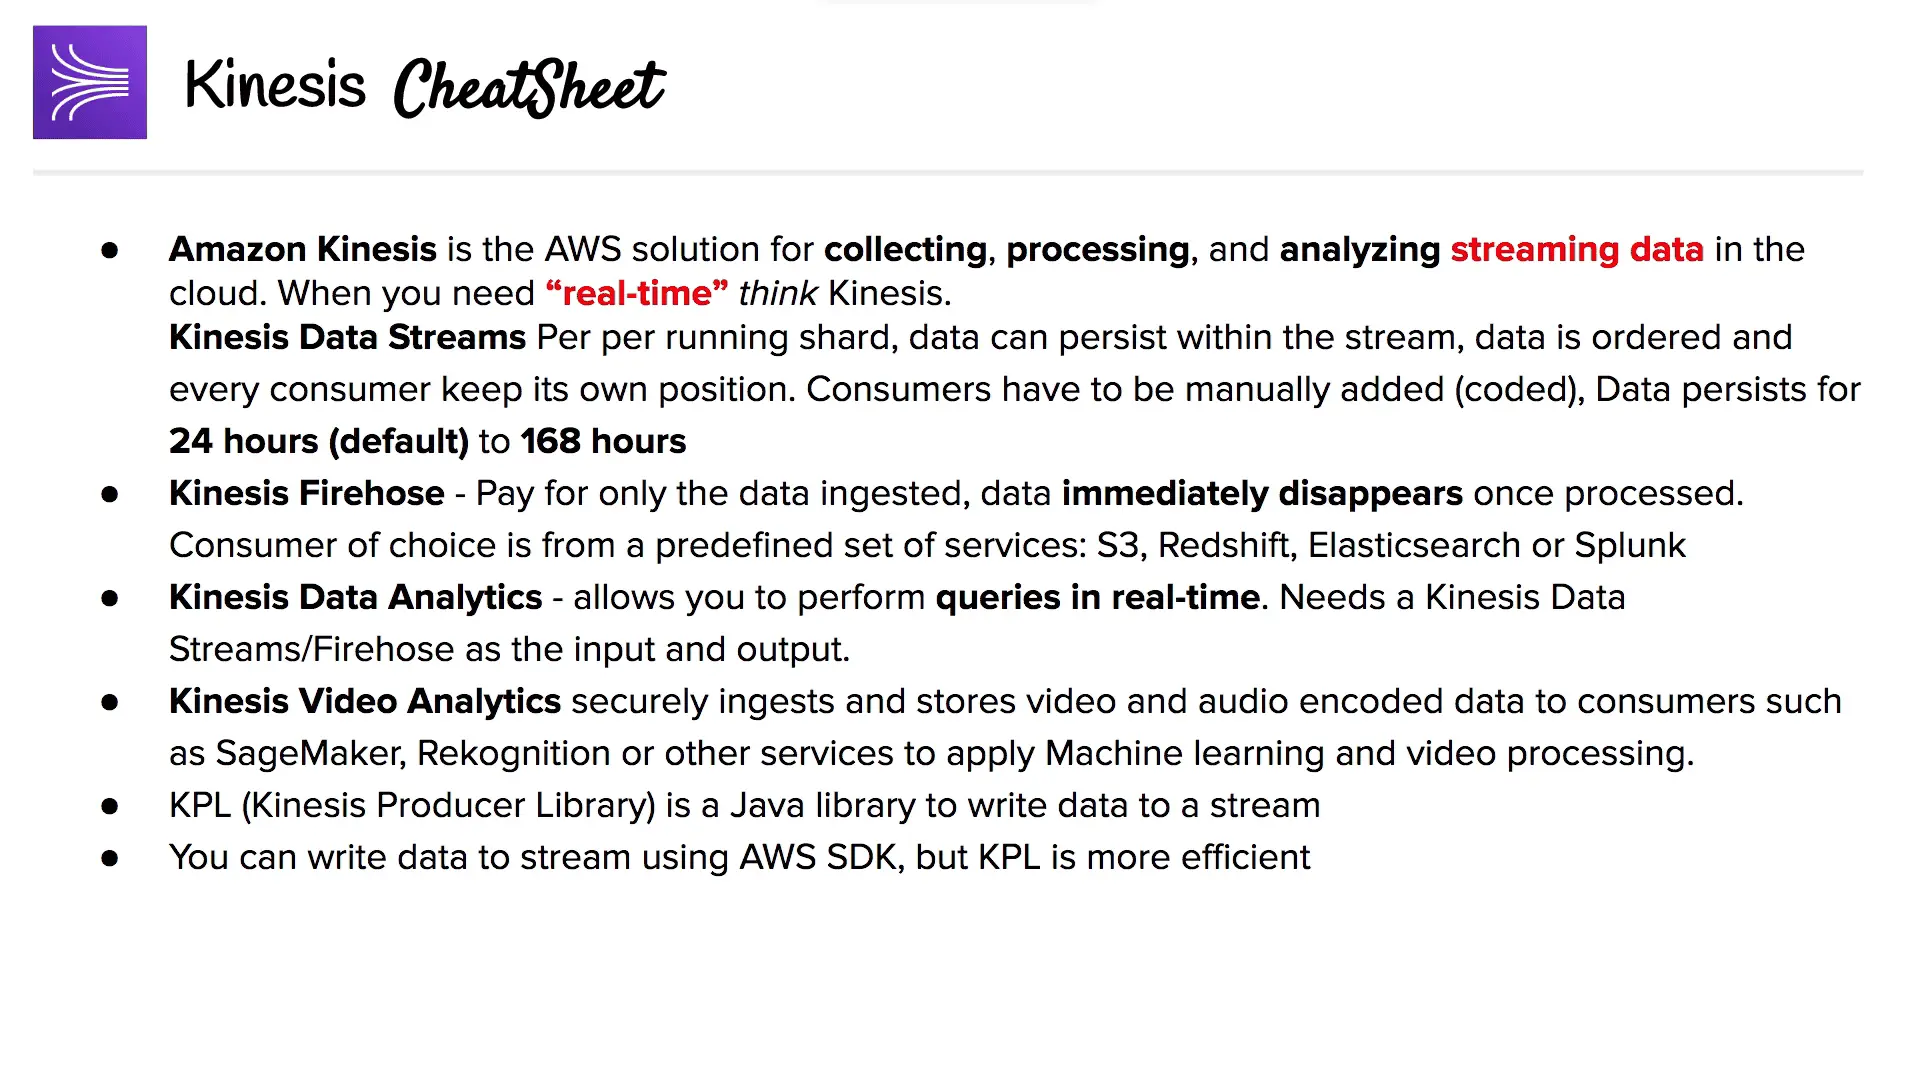 Kinesis CheatSheet
● Amazon Kinesis is the AWS solution for collecting, processing, and analyzing streaming data in the
cloud. When you need “real-time” think Kinesis.
Kinesis Data Streams Per per running shard, data can persist within the stream, data is ordered and
every consumer keep its own position. Consumers have to be manually added (coded), Data persists for
24 hours (default) to 168 hours
● Kinesis Firehose - Pay for only the data ingested, data immediately disappears once processed.
Consumer of choice is from a predefined set of services: S3, Redshift, Elasticsearch or Splunk
● Kinesis Data Analytics - allows you to perform queries in real-time. Needs a Kinesis Data
Streams/Firehose as the input and output.
● Kinesis Video Analytics securely ingests and stores video and audio encoded data to consumers such
as SageMaker, Rekognition or other services to apply Machine learning and video processing.
● KPL (Kinesis Producer Library) is a Java library to write data to a stream
● You can write data to stream using AWS SDK, but KPL is more efficient